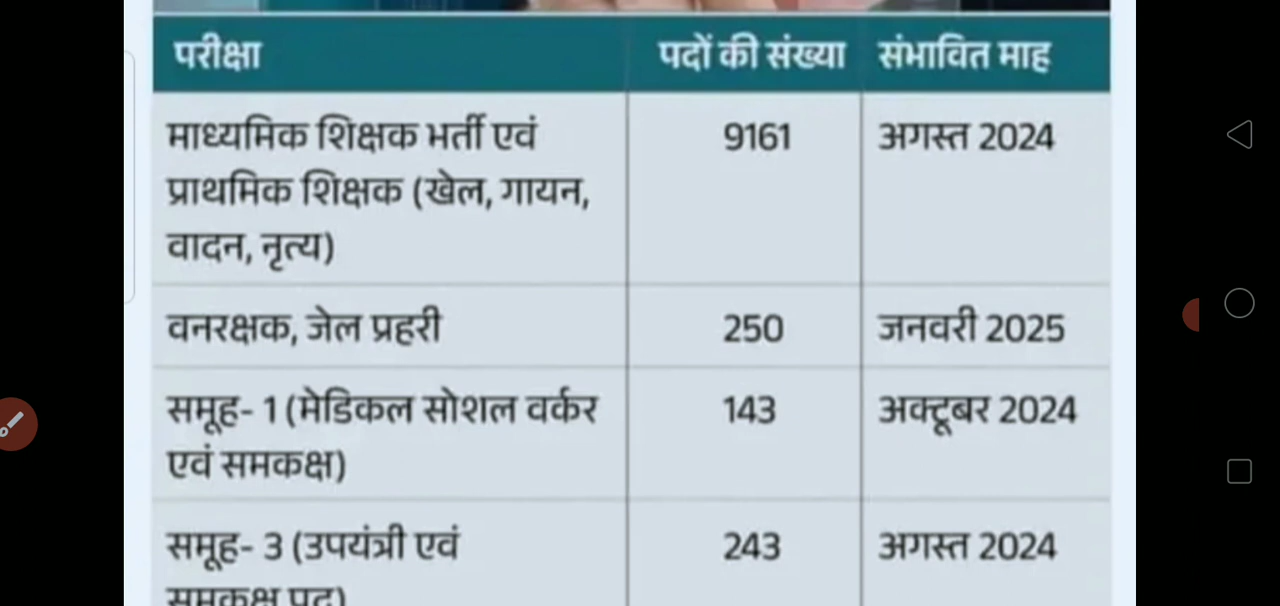 परीक्षा पदों की संख्या संभावित माह
माध्यमिक शिक्षक भर्ती एवं 9161 अगस्त 2024
प्राथमिक शिक्षक (खेल, गायन,
वादन, नृत्य)
वनरक्षक, जेल प्रहरी 250 जनवरी 2025
समूह- 1 (मेडिकल सोशल वर्कर 143 अक्टूबर 2024
एवं समकक्ष)
समूह- 3 (उपयंत्री एवं 243 अगस्त 2024
समकक्ष पद)